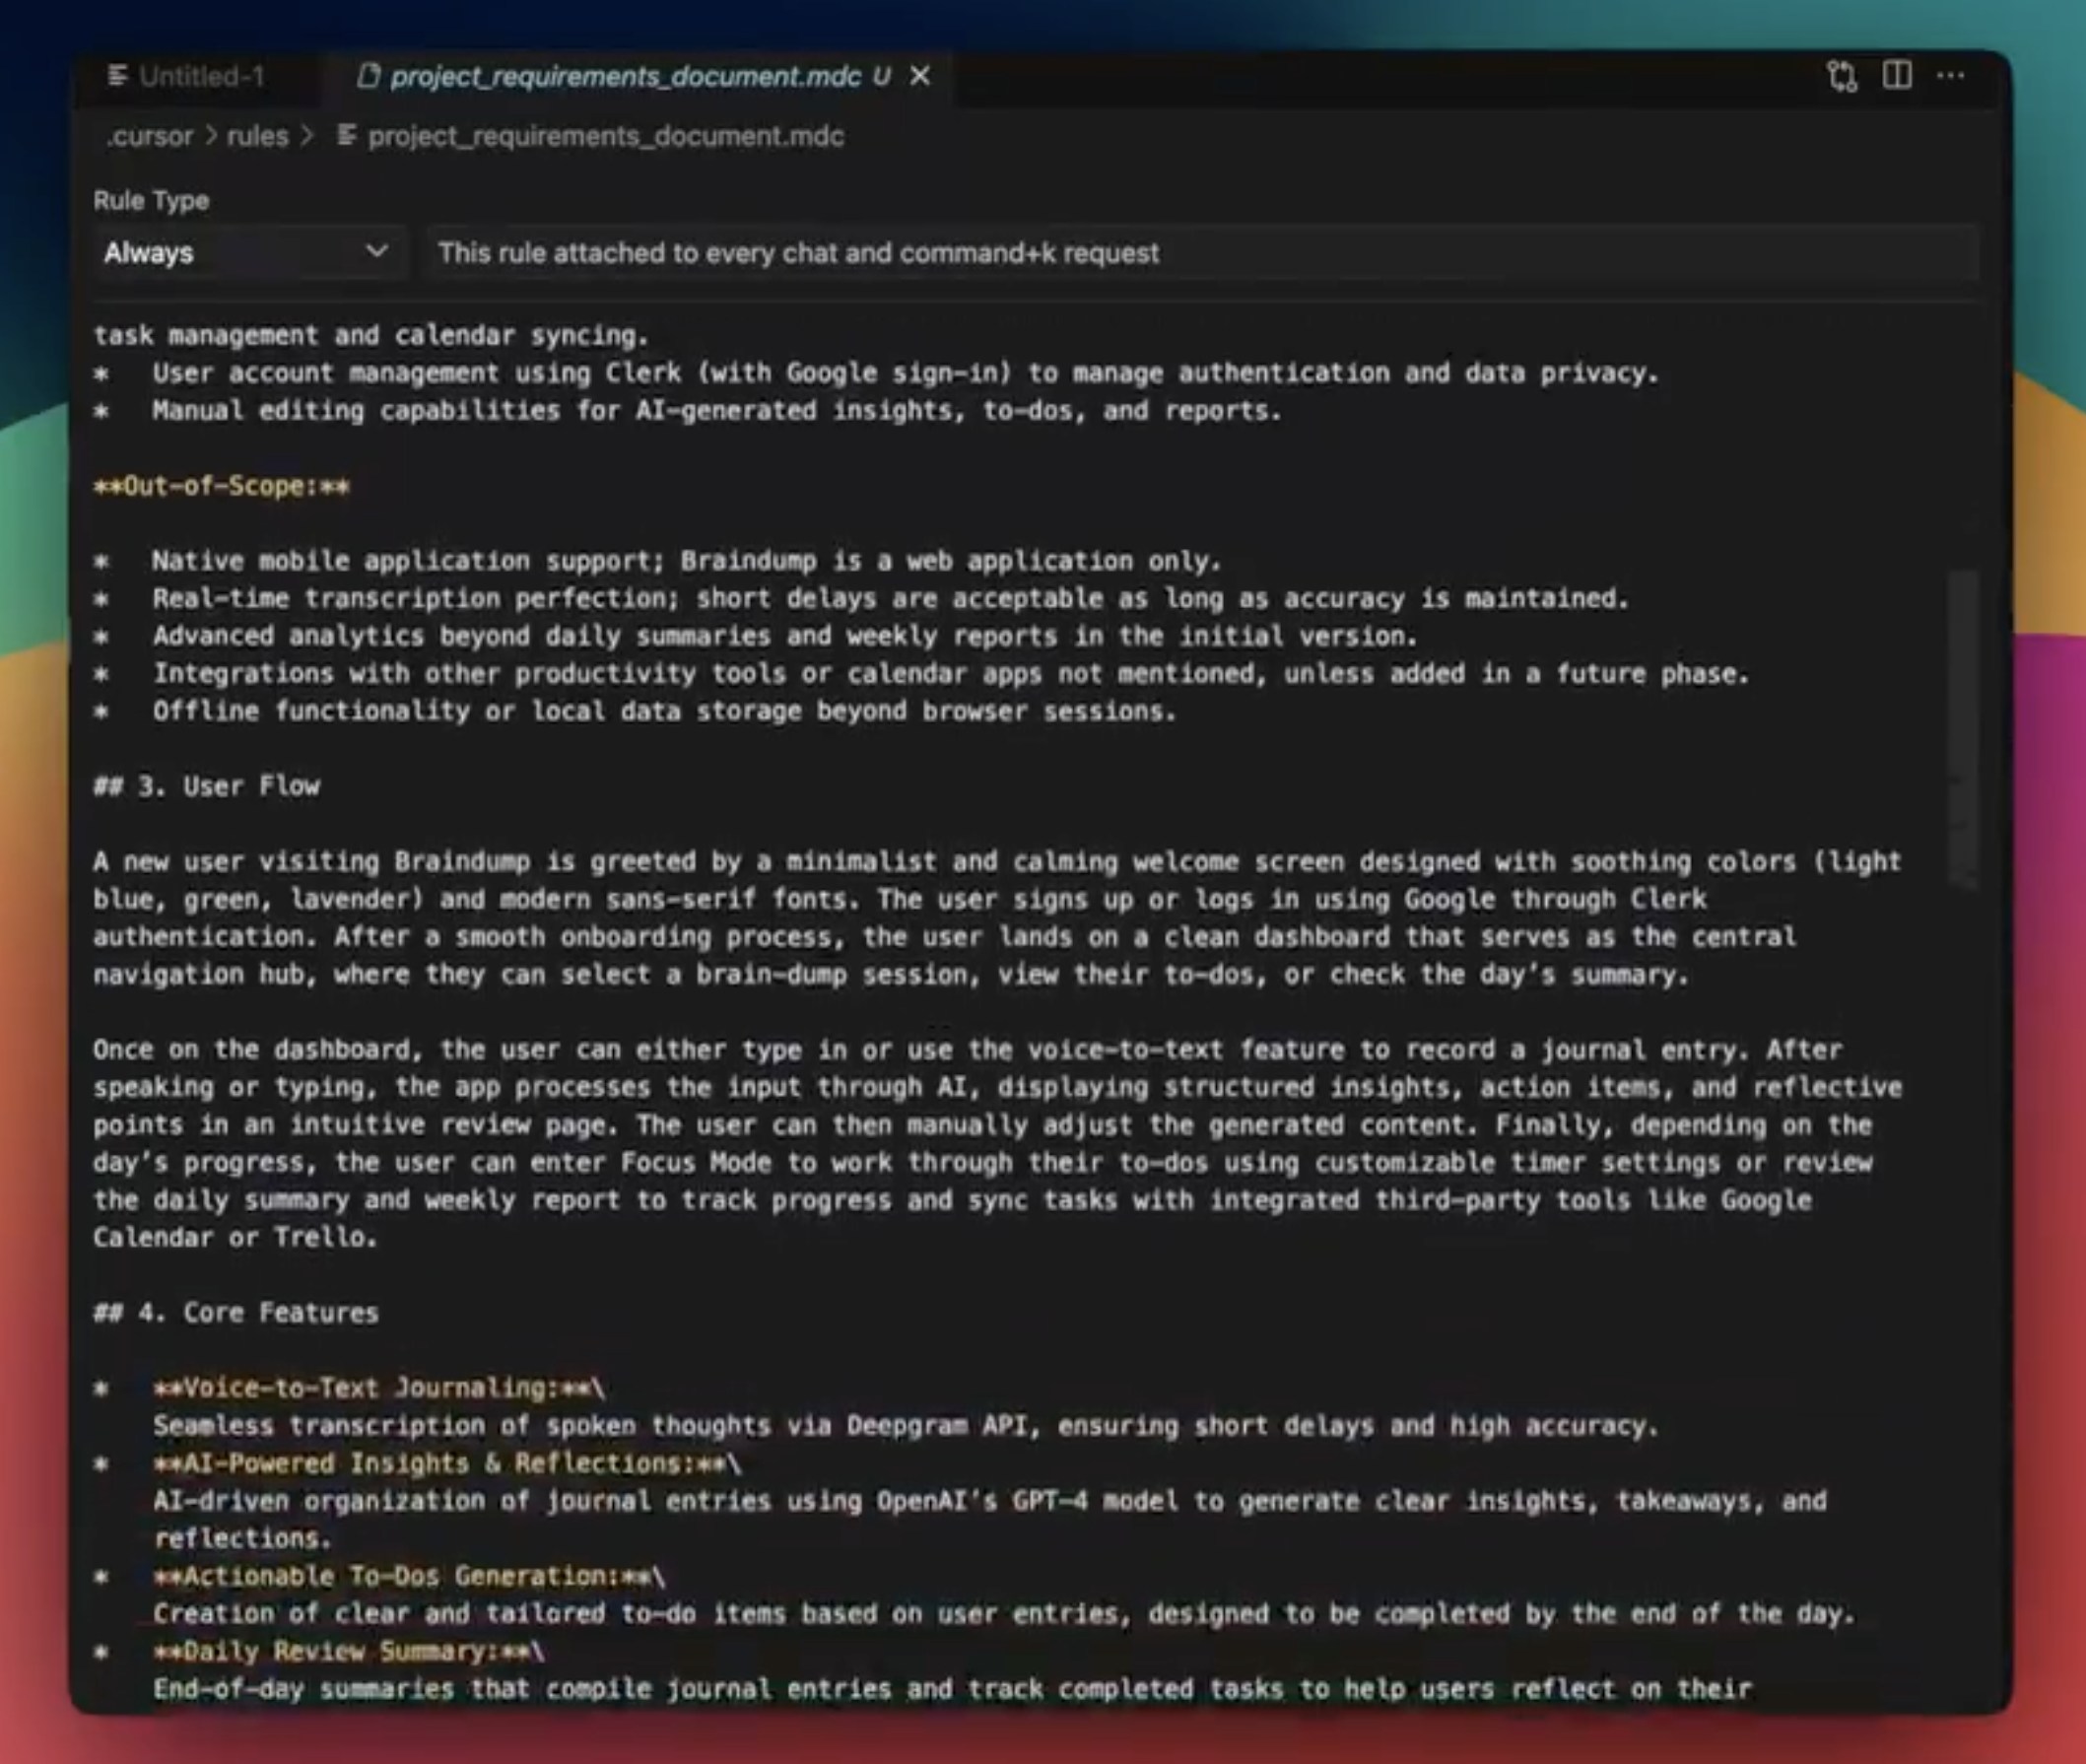 Untitled-1
project_requirements_document.mdc U
.cursor > rules > project_requirements_document.mdc
Rule Type
Always
This rule attached to every chat and command+k request
task management and calendar syncing.
*   User account management using Clerk (with Google sign-in) to manage authentication and data privacy.
*   Manual editing capabilities for AI-generated insights, to-dos, and reports.
**Out-of-Scope:**
*   Native mobile application support; Braindump is a web application only.
*   Real-time transcription perfection; short delays are acceptable as long as accuracy is maintained.
*   Advanced analytics beyond daily summaries and weekly reports in the initial version.
*   Integrations with other productivity tools or calendar apps not mentioned, unless added in a future phase.
*   Offline functionality or local data storage beyond browser sessions.
## 3. User Flow
A new user visiting Braindump is greeted by a minimalist and calming welcome screen designed with soothing colors (light
blue, green, lavender) and modern sans-serif fonts. The user signs up or logs in using Google through Clerk
authentication. After a smooth onboarding process, the user lands on a clean dashboard that serves as the central
navigation hub, where they can select a brain-dump session, view their to-dos, or check the day's summary.
Once on the dashboard, the user can either type in or use the voice-to-text feature to record a journal entry. After
speaking or typing, the app processes the input through AI, displaying structured insights, action items, and reflective
points in an intuitive review page. The user can then manually adjust the generated content. Finally, depending on the
day's progress, the user can enter Focus Mode to work through their to-dos using customizable timer settings or review
the daily summary and weekly report to track progress and sync tasks with integrated third-party tools like Google
Calendar or Trello.
## 4. Core Features
*   **Voice-to-Text Journaling:**\
Seamless transcription of spoken thoughts via Deepgram API, ensuring short delays and high accuracy.
*   **AI-Powered Insights & Reflections:**\
AI-driven organization of journal entries using OpenAI's GPT-4 model to generate clear insights, takeaways, and
reflections.
*   **Actionable To-Dos Generation:**\
Creation of clear and tailored to-do items based on user entries, designed to be completed by the end of the day.
*   **Daily Review Summary:**\
End-of-day summaries that compile journal entries and track completed tasks to help users reflect on their